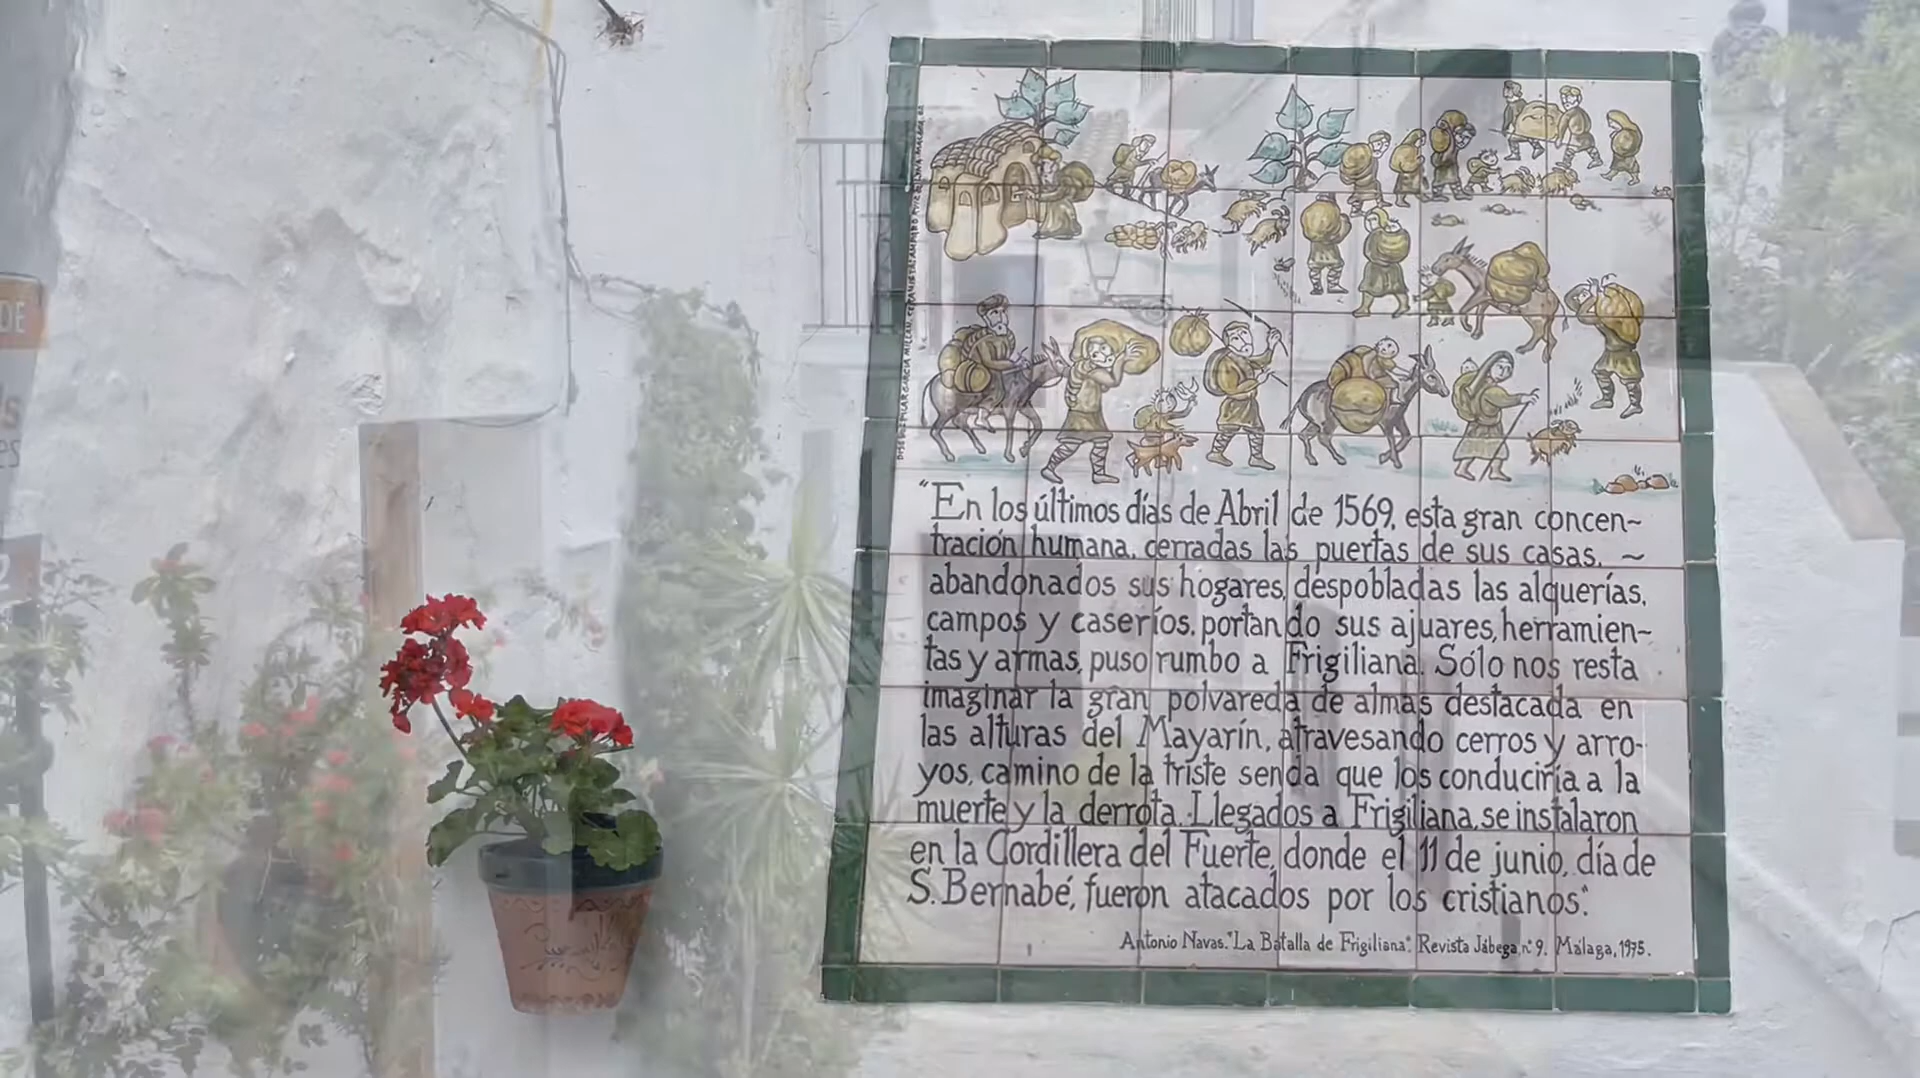 "En los últimos días de Abril de 1569, esta gran concen~
tración humana, cerradas las puertas de sus casas, ~
abandonados sus hogares, despobladas las alquerías,
campos y caseríos, portando sus ajuares, herramien~
tas y armas, puso rumbo a Frigiliana. Sólo nos resta
imaginar la gran polvareda de almas destacada en
las alturas del Mayarín, atravesando cerros y arro-
yos, camino de la triste senda que los conduciría a la
muerte y la derrota. Llegados a Frigiliana, se instalaron
en la Cordillera del Fuerte, donde el 11 de junio, día de
S. Bernabé, fueron atacados por los cristianos".
Antonio Navas. "La Batalla de Frigiliana". Revista Jábega nº 9. Málaga, 1975.
DE